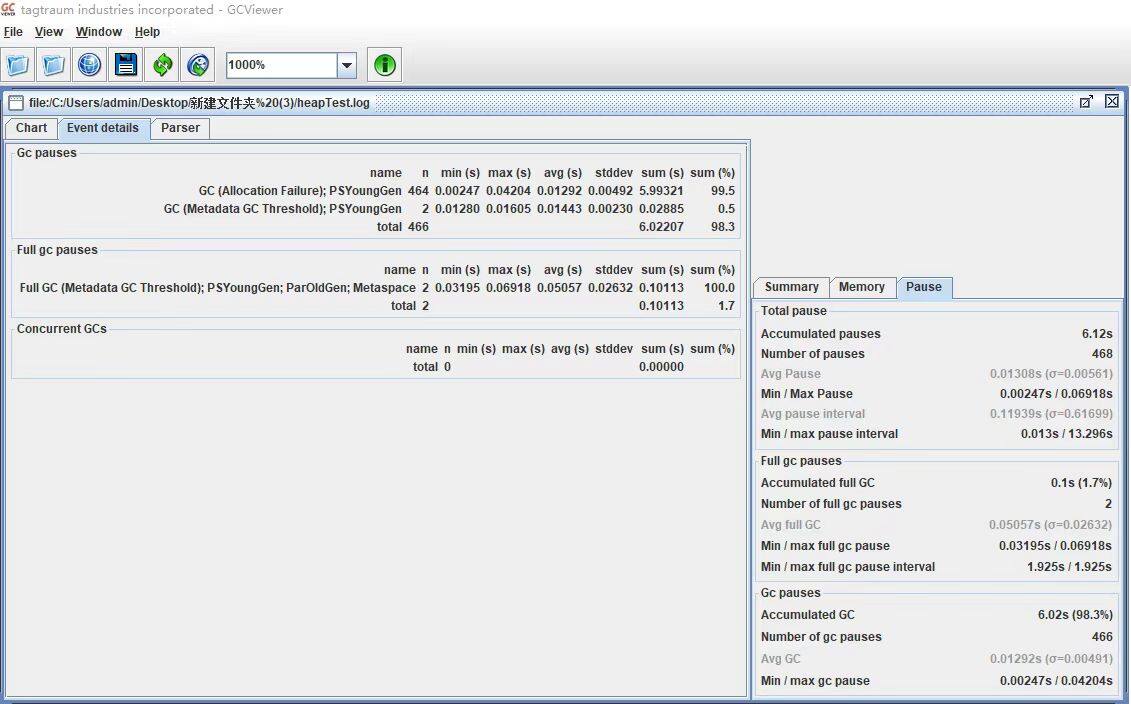 GC VIEWER tagtraum industries incorporated - GCViewer
File View Window Help
1000%
file:/C:/Users/admin/Desktop/新建文件夹%20(3)/heapTest.log
Chart Event details Parser
Gc pauses
name n min (s) max (s) avg (s) stddev sum (s) sum (%)
GC (Allocation Failure); PSYoungGen 464 0.00247 0.04204 0.01292 0.00492 5.99321 99.5
GC (Metadata GC Threshold); PSYoungGen 2 0.01280 0.01605 0.01443 0.00230 0.02885 0.5
total 466 6.02207 98.3
Full gc pauses
name n min (s) max (s) avg (s) stddev sum (s) sum (%)
Full GC (Metadata GC Threshold); PSYoungGen; ParOldGen; Metaspace 2 0.03195 0.06918 0.05057 0.02632 0.10113 100.0
total 2 0.10113 1.7
Concurrent GCs
name n min (s) max (s) avg (s) stddev sum (s) sum (%)
total 0 0.00000
Summary Memory Pause
Total pause
Accumulated pauses 6.12s
Number of pauses 468
Avg Pause 0.01308s (σ=0.00561)
Min / Max Pause 0.00247s / 0.06918s
Avg pause interval 0.11939s (σ=0.61699)
Min / max pause interval 0.013s / 13.296s
Full gc pauses
Accumulated full GC 0.1s (1.7%)
Number of full gc pauses 2
Avg full GC 0.05057s (σ=0.02632)
Min / max full gc pause 0.03195s / 0.06918s
Min / max full gc pause interval 1.925s / 1.925s
Gc pauses
Accumulated GC 6.02s (98.3%)
Number of gc pauses 466
Avg GC 0.01292s (σ=0.00491)
Min / max gc pause 0.00247s / 0.04204s